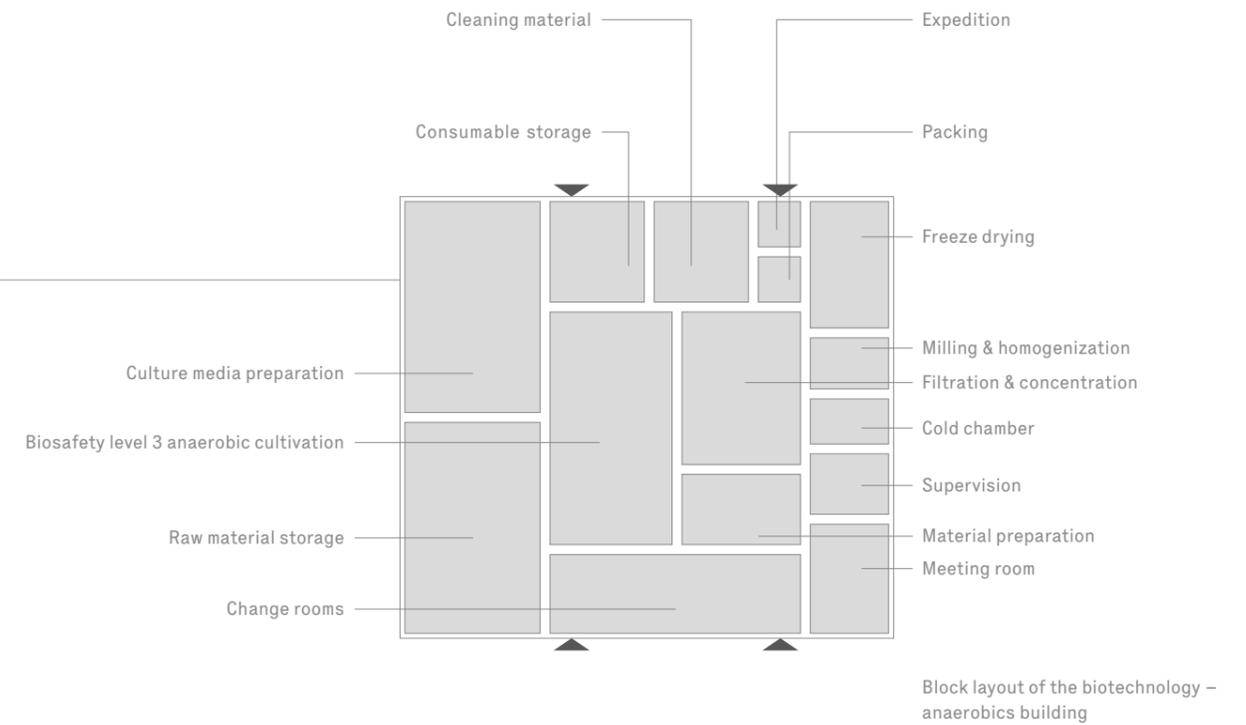 Cleaning material
Expedition
Consumable storage
Packing
Freeze drying
Milling & homogenization
Culture media preparation
Filtration & concentration
Cold chamber
Biosafety level 3 anaerobic cultivation
Supervision
Raw material storage
Material preparation
Meeting room
Change rooms
Block layout of the biotechnology –
anaerobics building